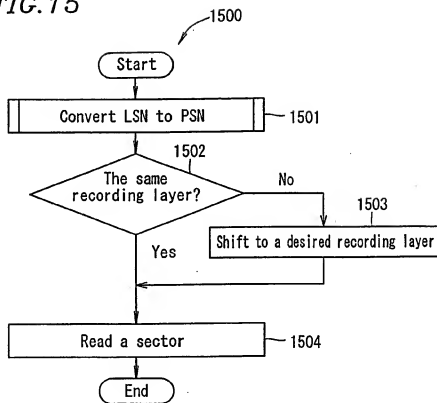 FIG. 15
1500
Start
Convert LSN to PSN
1501
1502
The same
recording layer?
No
1503
Yes
Shift to a desired recording layer
Read a sector
1504
End